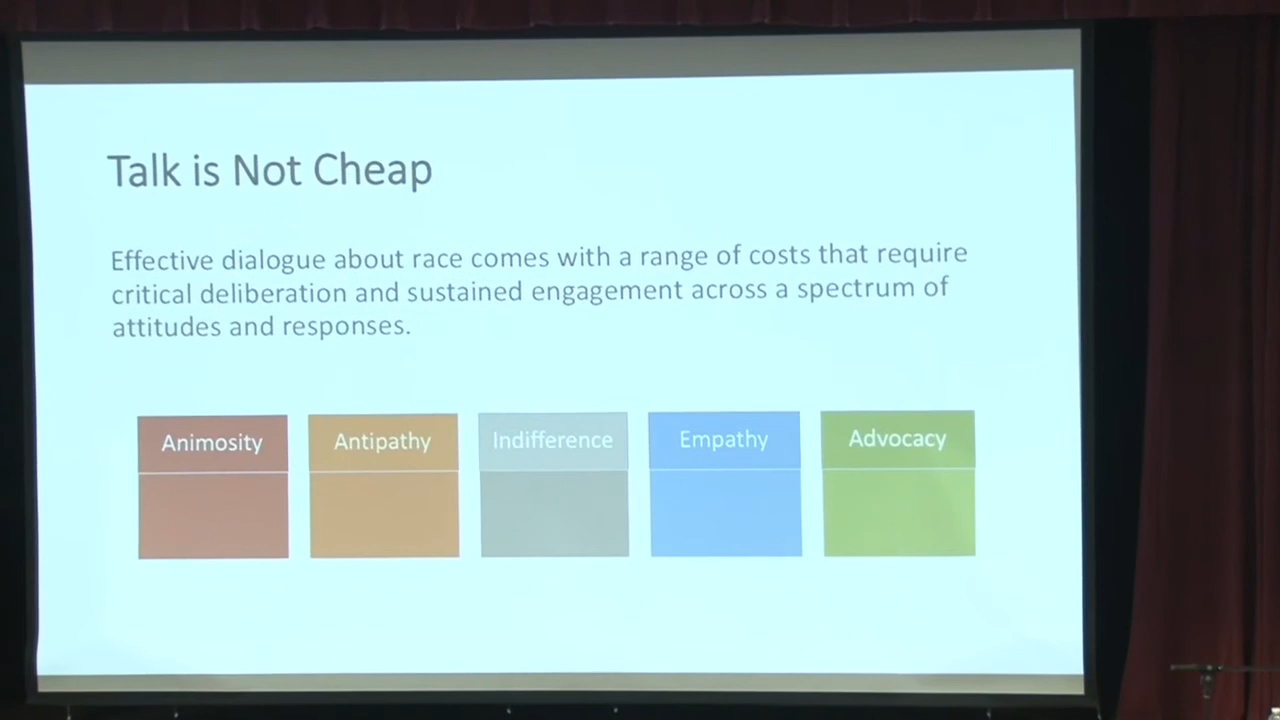 Talk is Not Cheap
Effective dialogue about race comes with a range of costs that require
critical deliberation and sustained engagement across a spectrum of
attitudes and responses.
Animosity
Antipathy
Indifference
Empathy
Advocacy